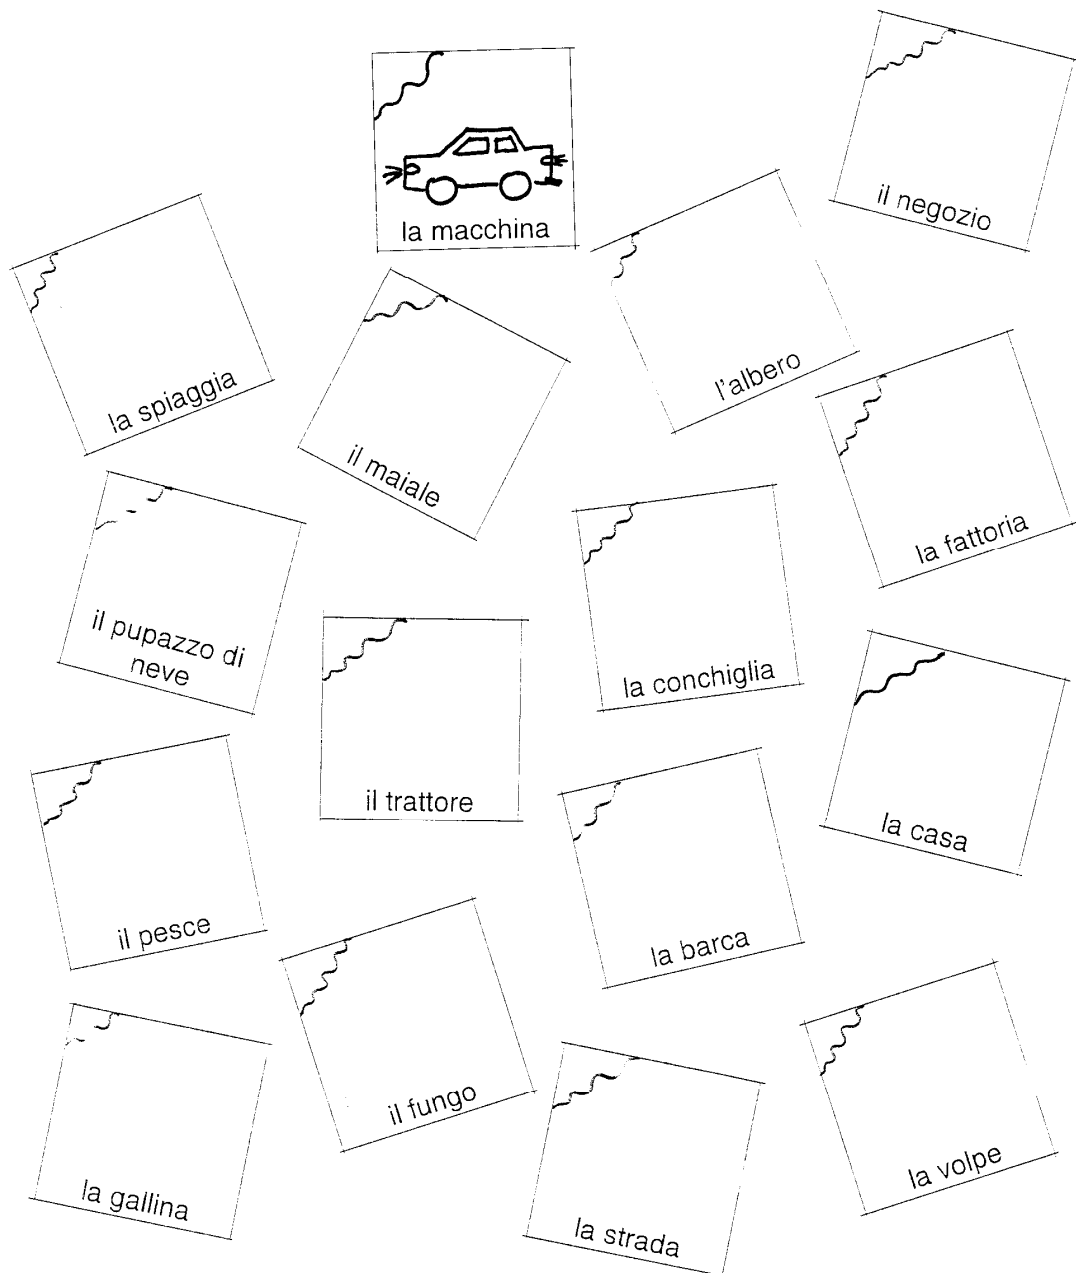 la macchina
il negozio
la spiaggia
il maiale
l'albero
la fattoria
il pupazzo di
neve
la conchiglia
il trattore
la casa
il pesce
la barca
il fungo
la gallina
la strada
la volpe